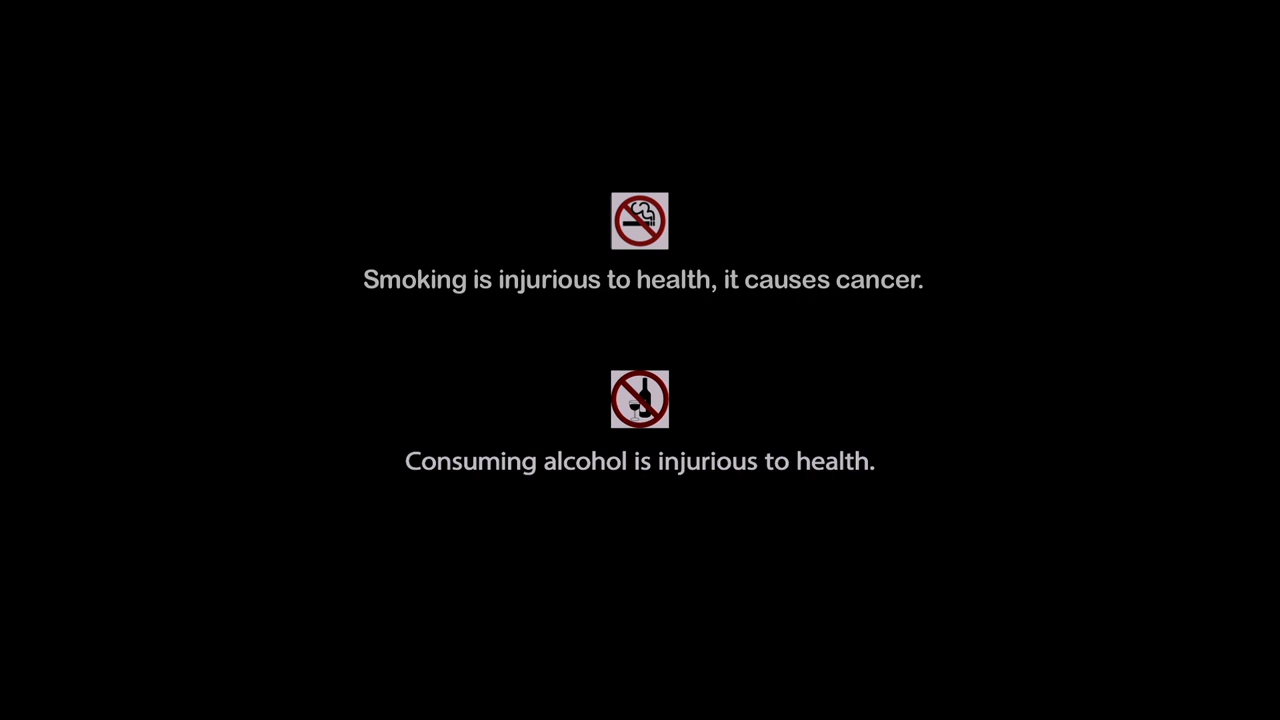 Smoking is injurious to health, it causes cancer.
Consuming alcohol is injurious to health.